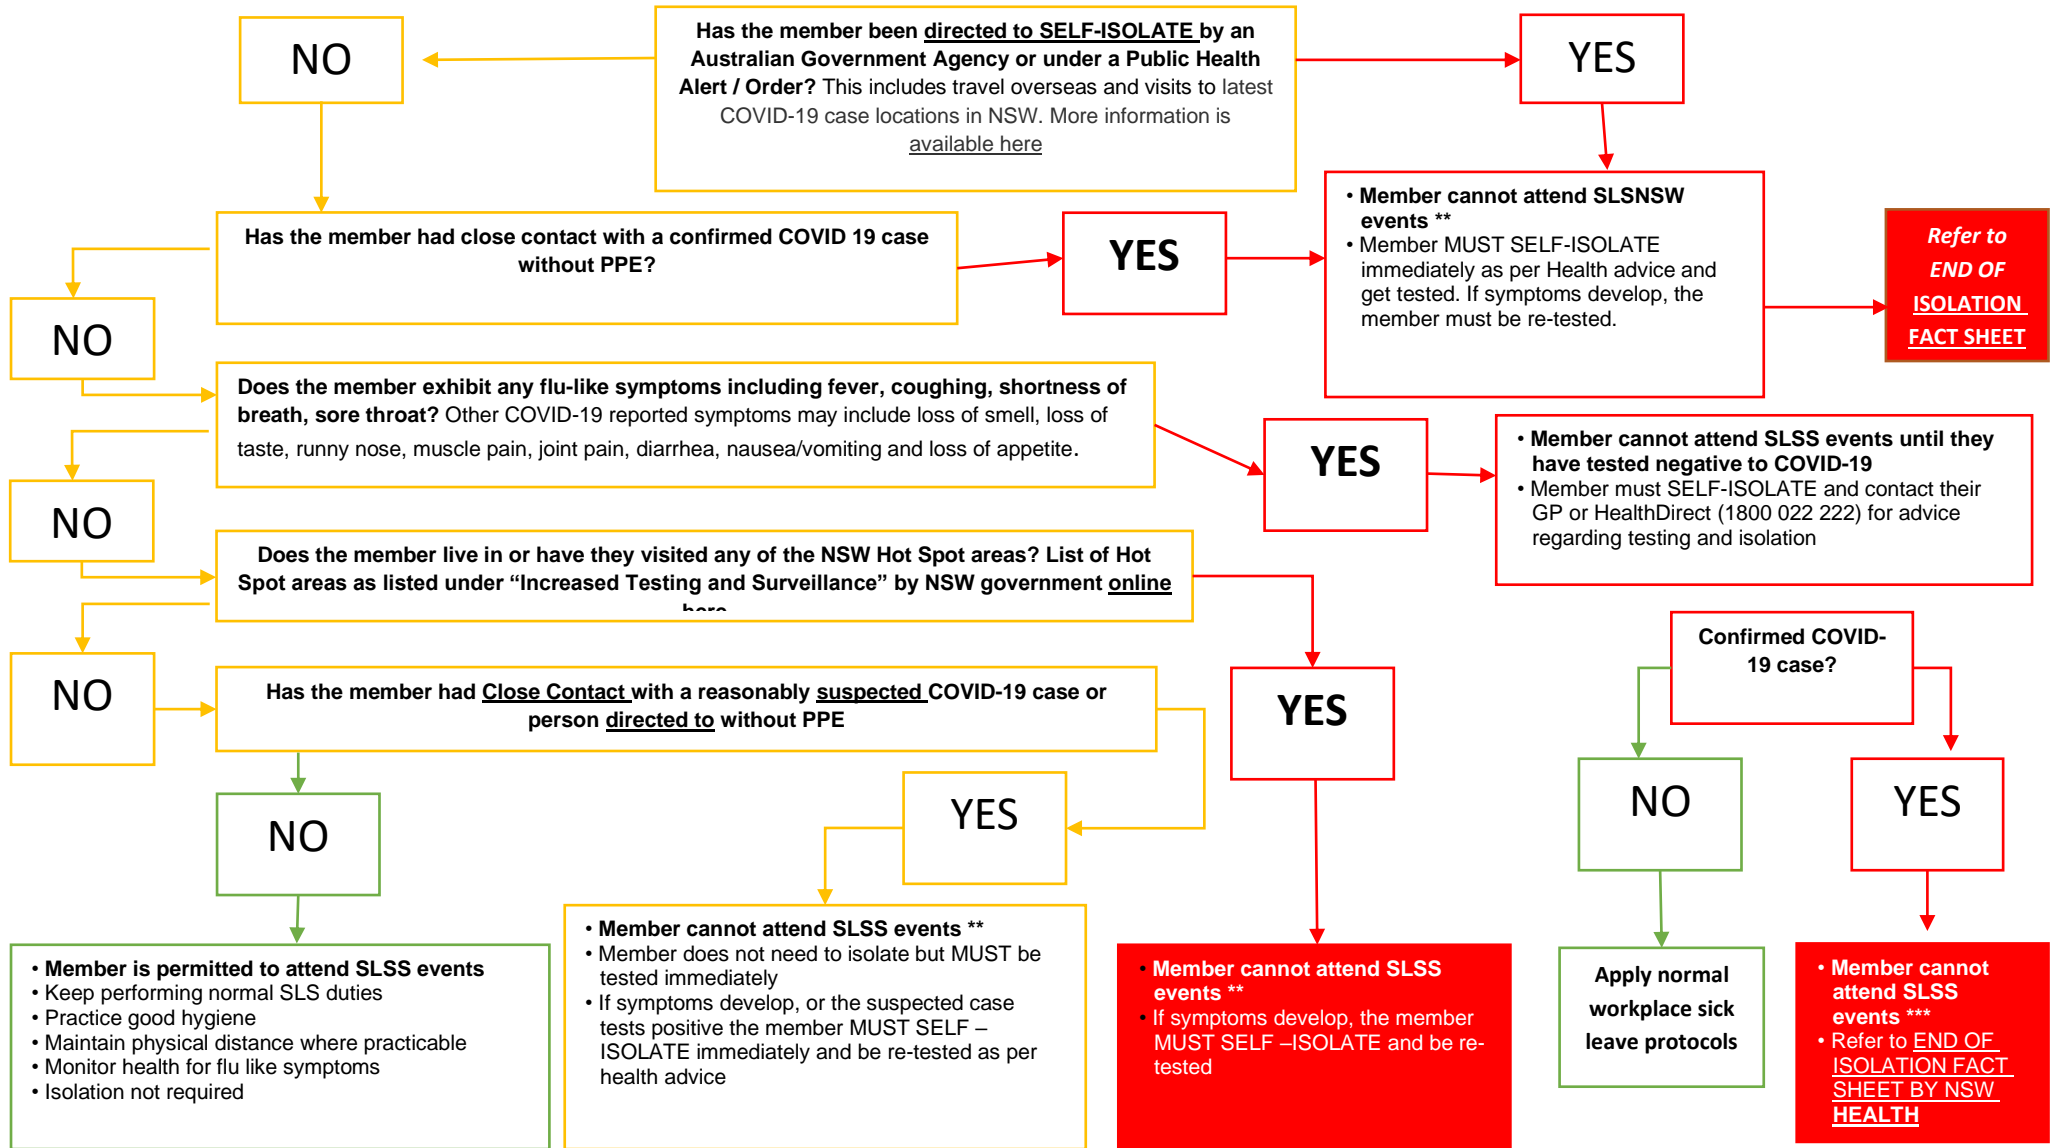 Has the member been directed to SELF-ISOLATE by an
Australian Government Agency or under a Public Health
Alert / Order? This includes travel overseas and visits to latest
COVID-19 case locations in NSW. More information is
available here
NO
YES
Has the member had close contact with a confirmed COVID 19 case
without PPE?
YES
• Member cannot attend SLSNSW
events **
• Member MUST SELF-ISOLATE
immediately as per Health advice and
get tested. If symptoms develop, the
member must be re-tested.
Refer to
END OF
ISOLATION
FACT SHEET
NO
Does the member exhibit any flu-like symptoms including fever, coughing, shortness of
breath, sore throat? Other COVID-19 reported symptoms may include loss of smell, loss of
taste, runny nose, muscle pain, joint pain, diarrhea, nausea/vomiting and loss of appetite.
YES
• Member cannot attend SLSS events until they
have tested negative to COVID-19
• Member must SELF-ISOLATE and contact their
GP or HealthDirect (1800 022 222) for advice
regarding testing and isolation
NO
Does the member live in or have they visited any of the NSW Hot Spot areas? List of Hot
Spot areas as listed under “Increased Testing and Surveillance” by NSW government online
here
YES
Confirmed COVID-
19 case?
NO
Has the member had Close Contact with a reasonably suspected COVID-19 case or
person directed to without PPE
NO
YES
NO
YES
• Member is permitted to attend SLSS events
• Keep performing normal SLS duties
• Practice good hygiene
• Maintain physical distance where practicable
• Monitor health for flu like symptoms
• Isolation not required
• Member cannot attend SLSS events **
• Member does not need to isolate but MUST be
tested immediately
• If symptoms develop, or the suspected case
tests positive the member MUST SELF –
ISOLATE immediately and be re-tested as per
health advice
• Member cannot attend SLSS
events **
• If symptoms develop, the member
MUST SELF –ISOLATE and be re-
tested
Apply normal
workplace sick
leave protocols
• Member cannot
attend SLSS
events ***
• Refer to END OF
ISOLATION FACT
SHEET BY NSW
HEALTH